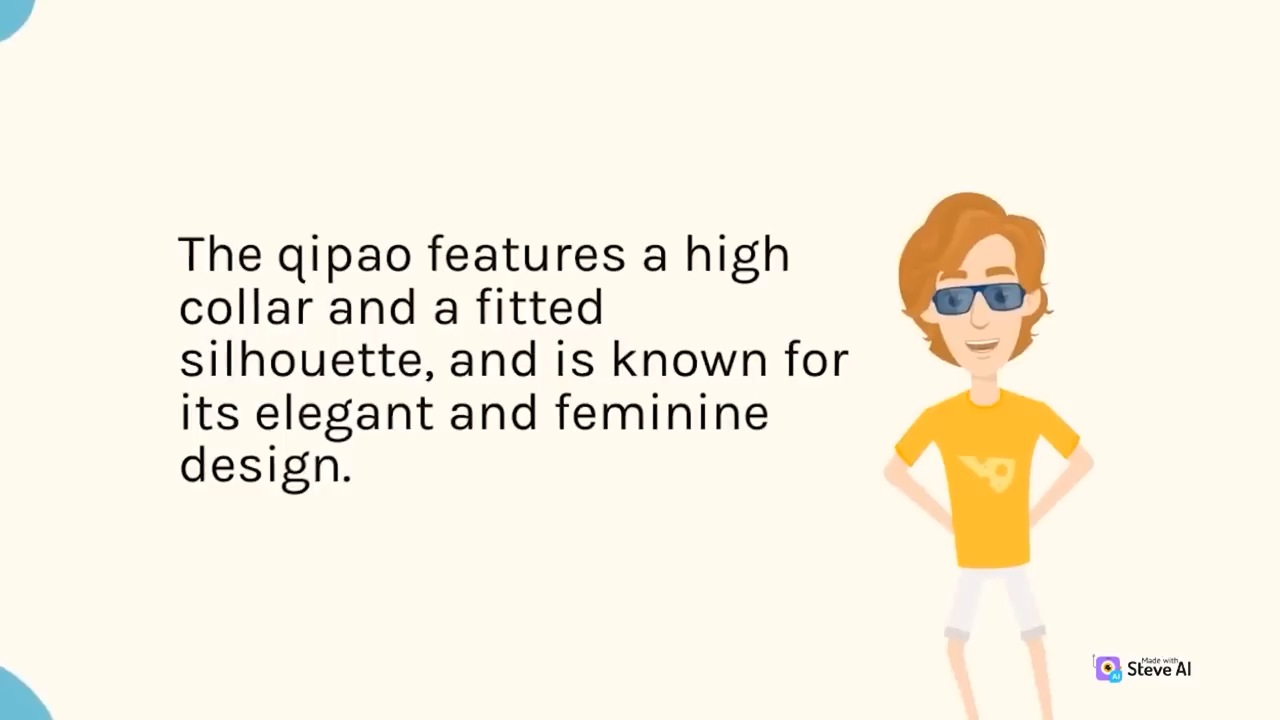 The qipao features a high
collar and a fitted
silhouette, and is known for
its elegant and feminine
design.
Made with
Steve AI
AI